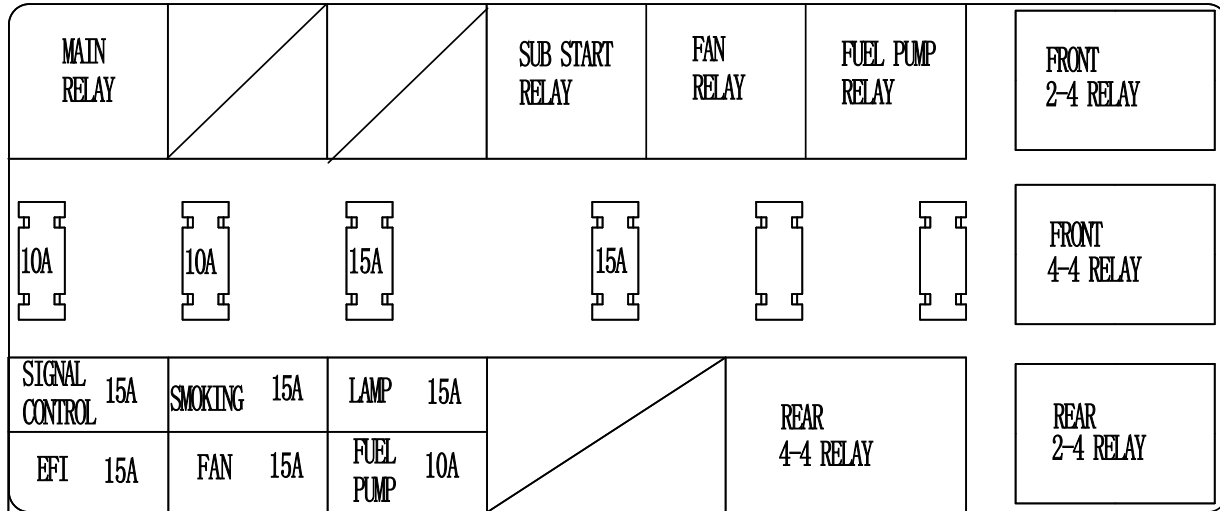 MAIN
RELAY
SUB START
RELAY
FAN
RELAY
FUEL PUMP
RELAY
FRONT
2-4 RELAY
10A
10A
15A
15A
FRONT
4-4 RELAY
SIGNAL
CONTROL 15A
SMOKING 15A
LAMP 15A
EFI 15A
FAN 15A
FUEL
PUMP 10A
REAR
4-4 RELAY
REAR
2-4 RELAY